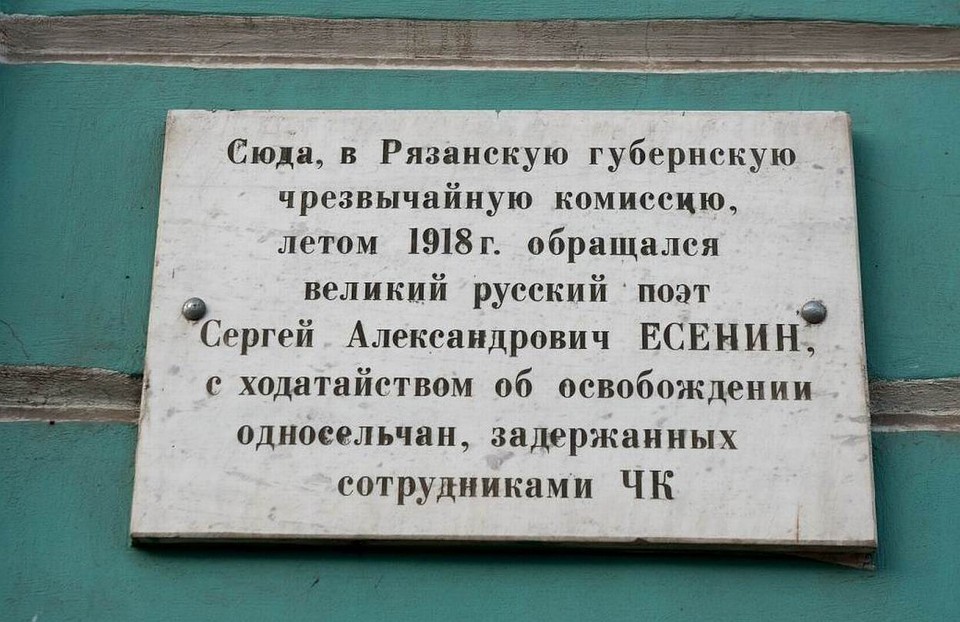 Сюда, в Рязанскую губернскую
чрезвычайную комиссию,
летом 1918 г. обращался
великий русский поэт
Сергей Александрович ЕСЕНИН,
с ходатайством об освобождении
односельчан, задержанных
сотрудниками ЧК